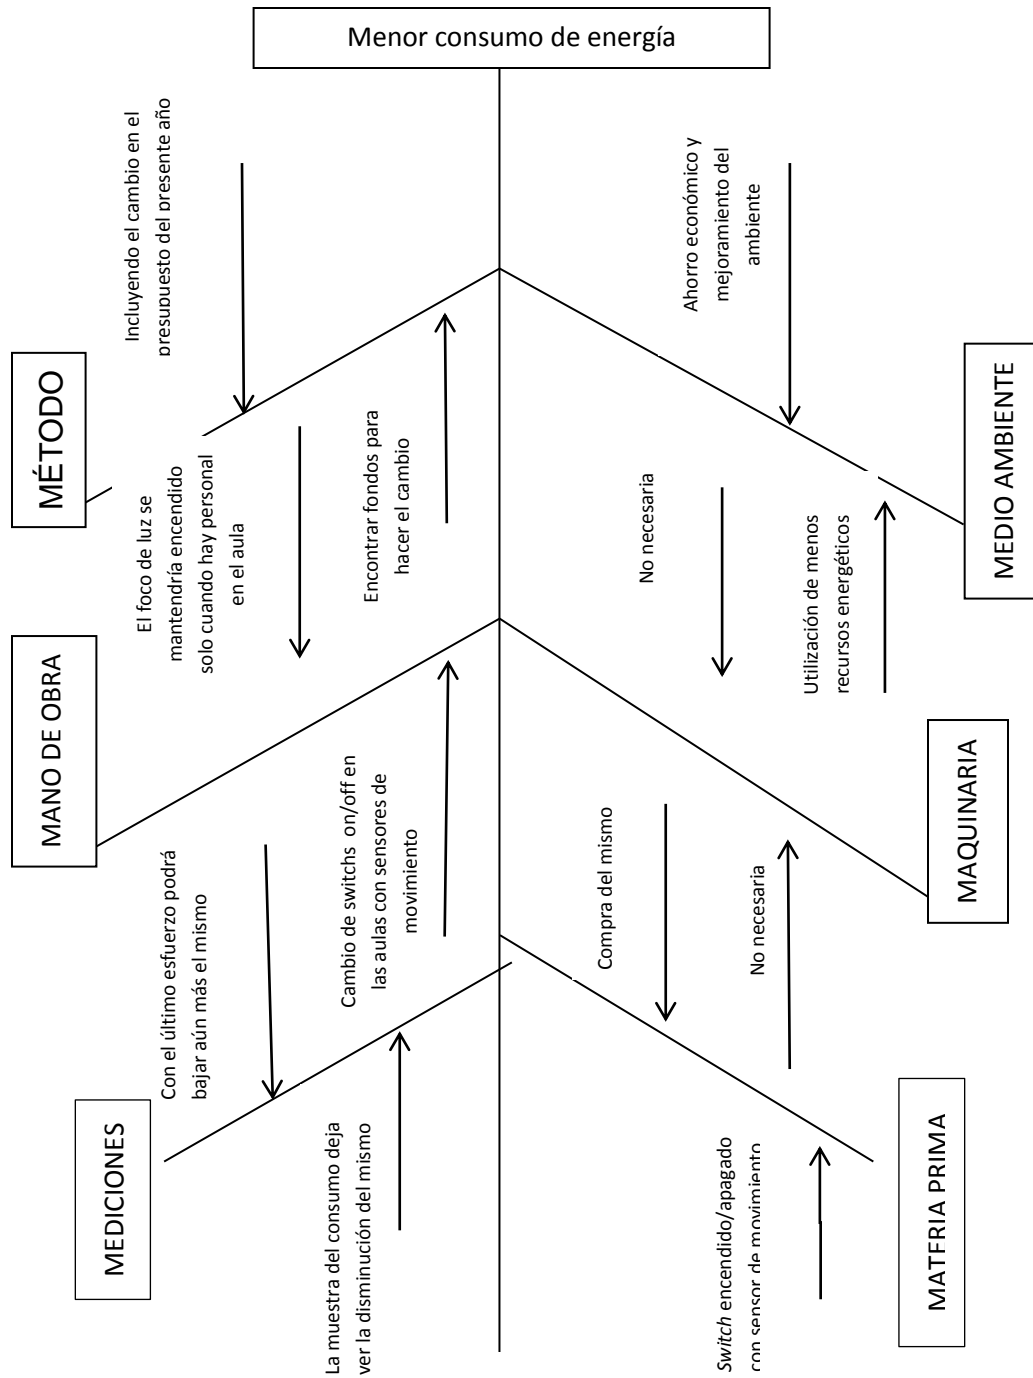 Menor consumo de energía
MÉTODO
Incluyendo el cambio en el
presupuesto del presente año
Encontrar fondos para
hacer el cambio
MANO DE OBRA
El foco de luz se
mantendría encendido
solo cuando hay personal
en el aula
Cambio de switchs on/off en
las aulas con sensores de
movimiento
MEDICIONES
Con el último esfuerzo podrá
bajar aún más el mismo
La muestra del consumo deja
ver la disminución del mismo
MEDIO AMBIENTE
Ahorro económico y
mejoramiento del
ambiente
Utilización de menos
recursos energéticos
MAQUINARIA
No necesaria
No necesaria
MATERIA PRIMA
Compra del mismo
Switch encendido/apagado
con sensor de movimiento